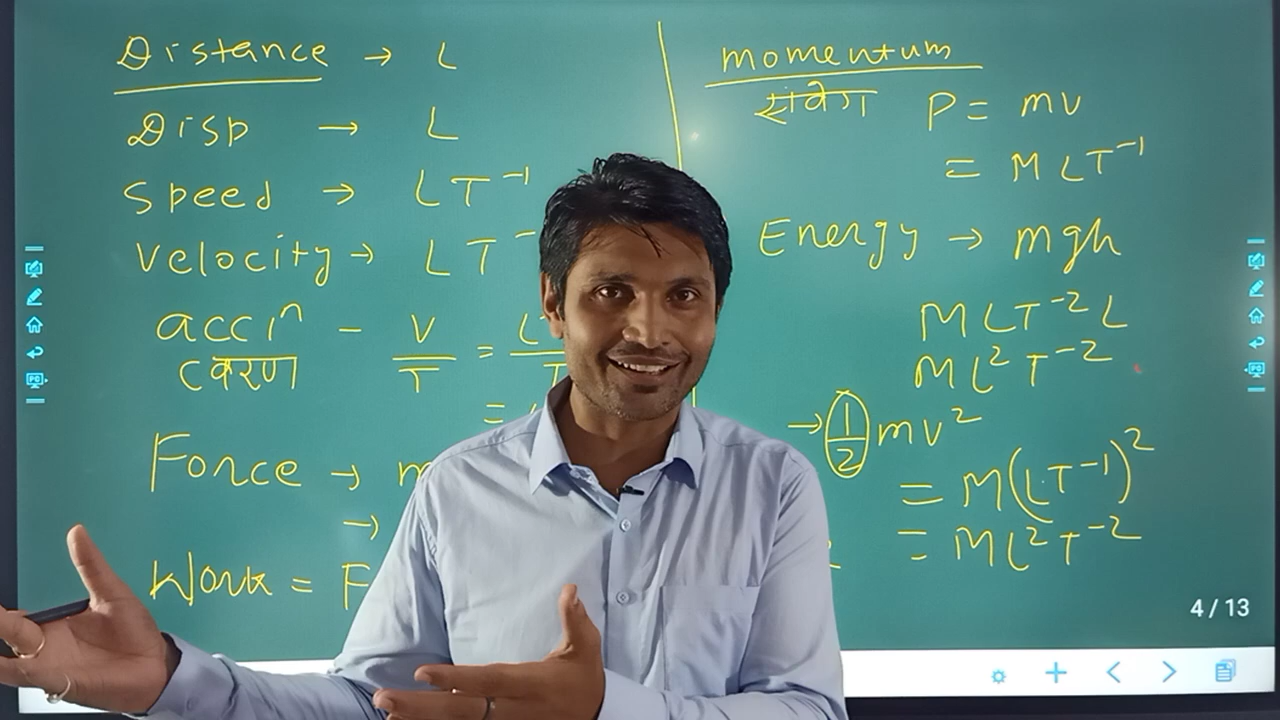 Distance → L
Disp → L
Speed → LT⁻¹
Velocity → LT⁻
accⁿ – V/T = L/T
त्वरण
=
Force → m
→
Work = F
momentum
संवेग P = mv
= MLT⁻¹
Energy → mgh
MLT⁻²L
ML²T⁻²
→ 1/2 mv²
= M(LT⁻¹)²
= ML²T⁻²
4 / 13